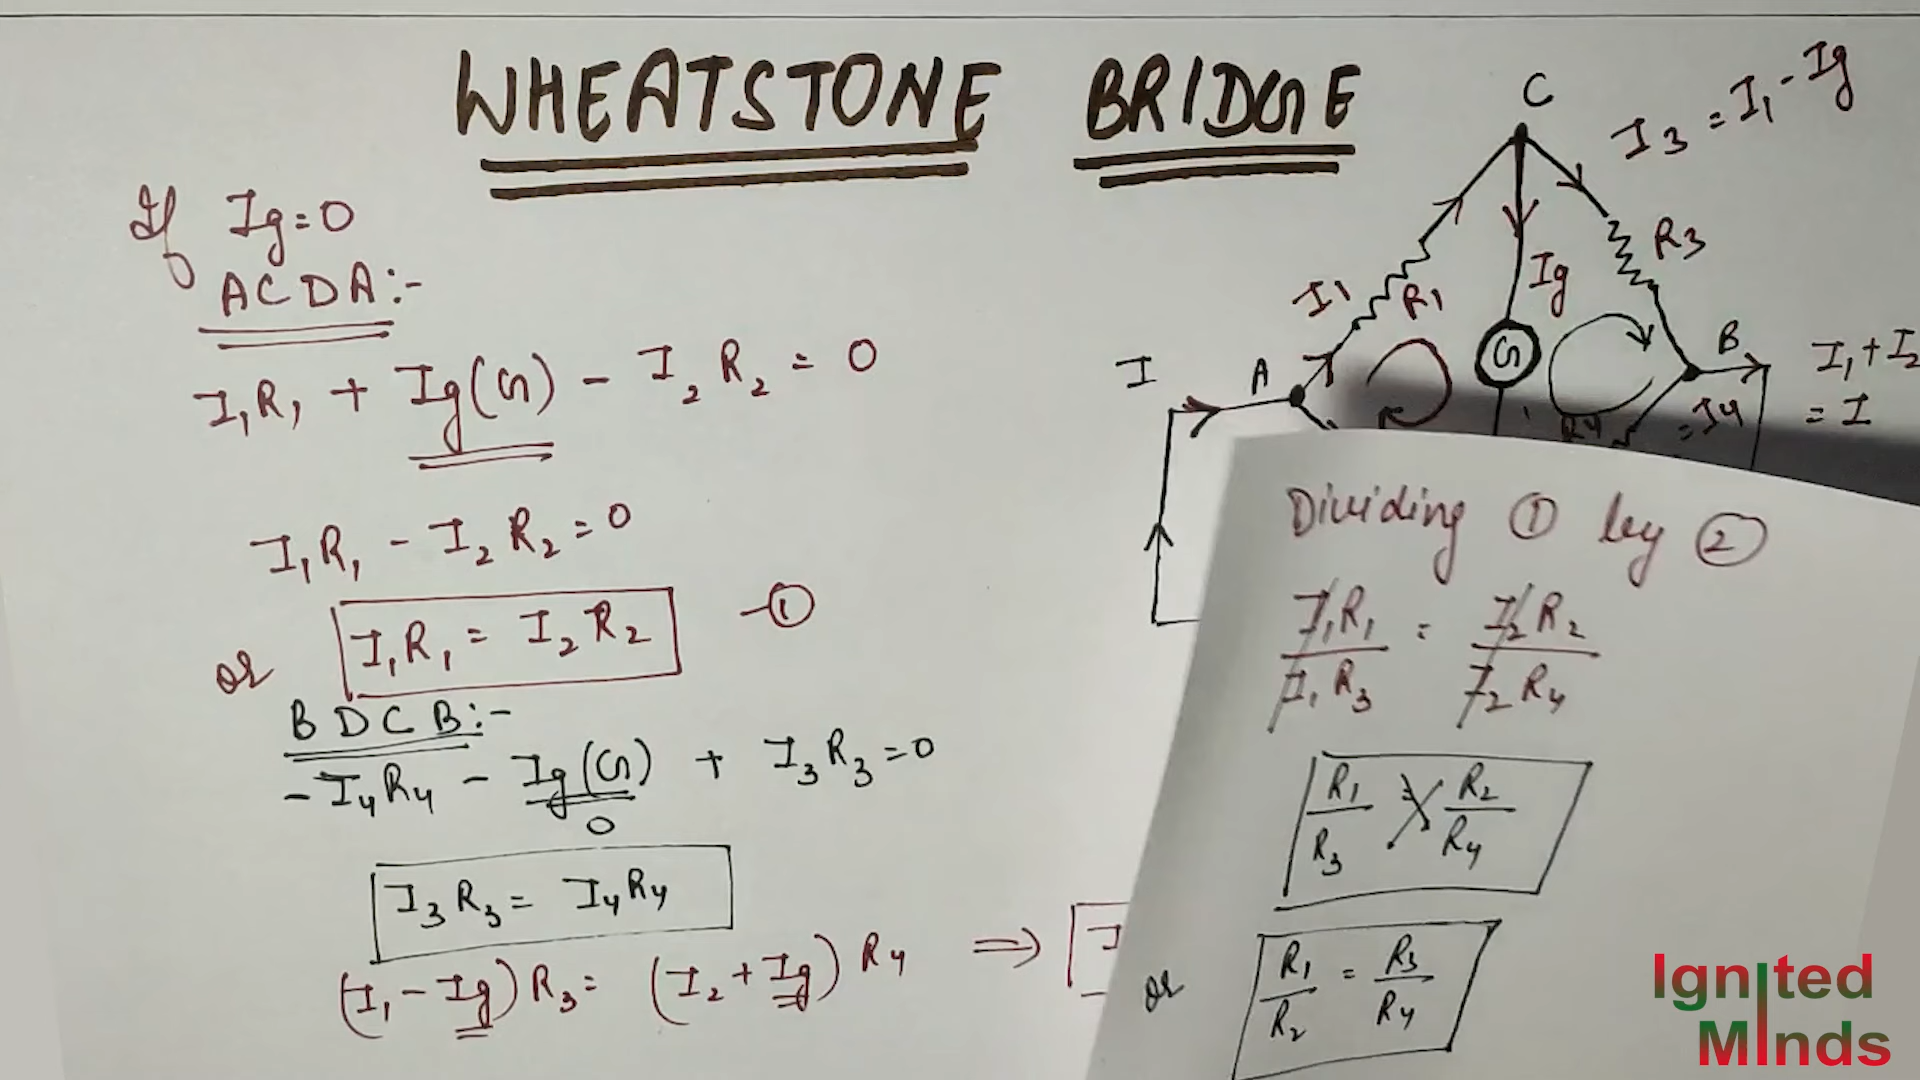 WHEATSTONE BRIDGE
If Ig=0
ACDA:-
I₁R₁ + Ig(G) - I₂R₂ = 0
I₁R₁ - I₂R₂ = 0
or I₁R₁ = I₂R₂ -①
BDCB:-
-I₄R₄ - Ig(G) + I₃R₃ = 0
0
I₃R₃ = I₄R₄
(I₁-Ig)R₃ = (I₂+Ig)R₄ ⇒ I
C
I₃ = I₁-Ig
R₃
Ig
I₁
R₁
G
B
I₁+I₂
= I
I
A
=I₄
R₄
Dividing ① by ②
I₁R₁/I₁R₃ = I₂R₂/I₂R₄
R₁/R₃ = R₂/R₄
or R₁/R₂ = R₃/R₄
Ignited
Minds